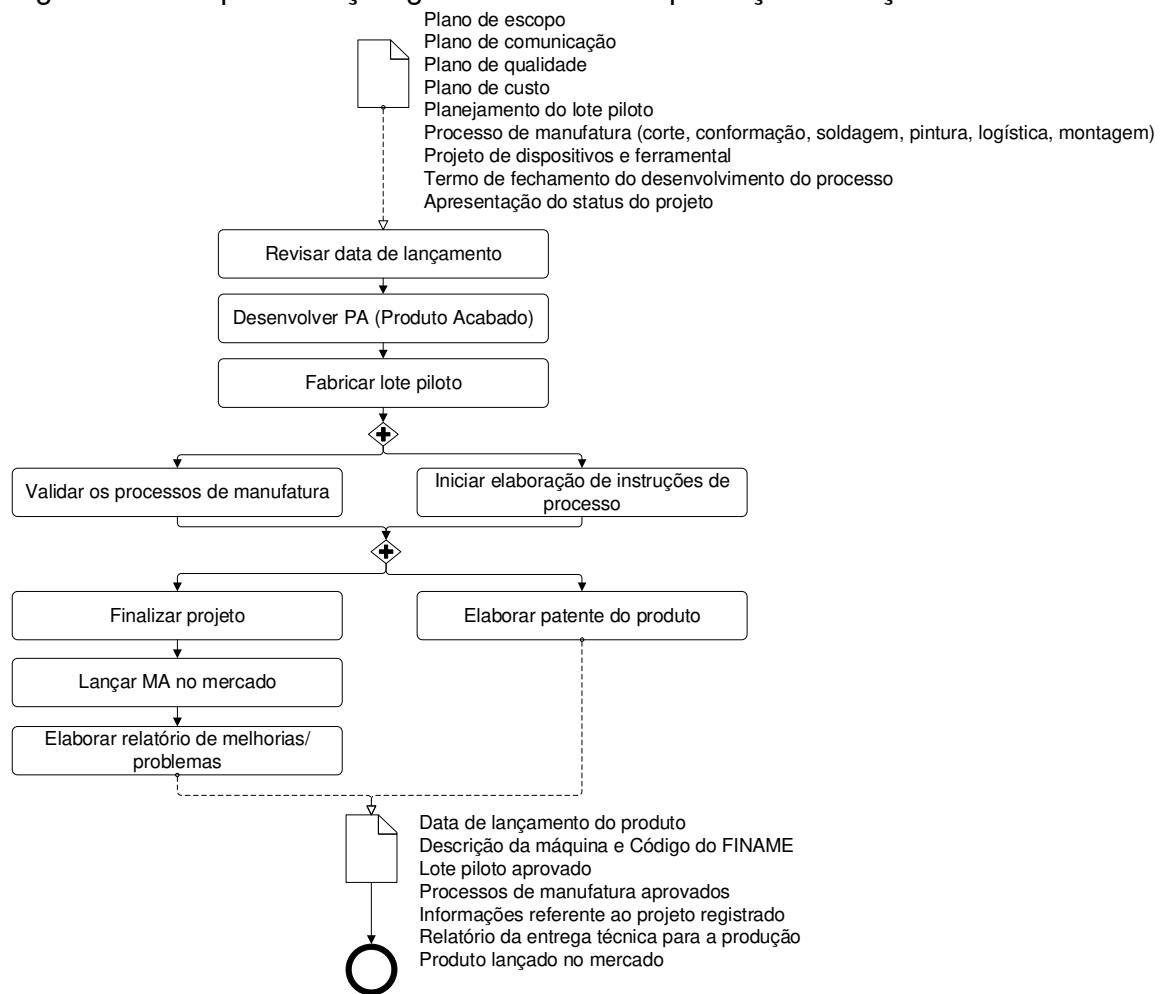 Plano de escopo
Plano de comunicação
Plano de qualidade
Plano de custo
Planejamento do lote piloto
Processo de manufatura (corte, conformação, soldagem, pintura, logística, montagem)
Projeto de dispositivos e ferramental
Termo de fechamento do desenvolvimento do processo
Apresentação do status do projeto
Revisar data de lançamento
Desenvolver PA (Produto Acabado)
Fabricar lote piloto
Validar os processos de manufatura
Iniciar elaboração de instruções de
processo
Finalizar projeto
Elaborar patente do produto
Lançar MA no mercado
Elaborar relatório de melhorias/
problemas
Data de lançamento do produto
Descrição da máquina e Código do FINAME
Lote piloto aprovado
Processos de manufatura aprovados
Informações referente ao projeto registrado
Relatório da entrega técnica para a produção
Produto lançado no mercado